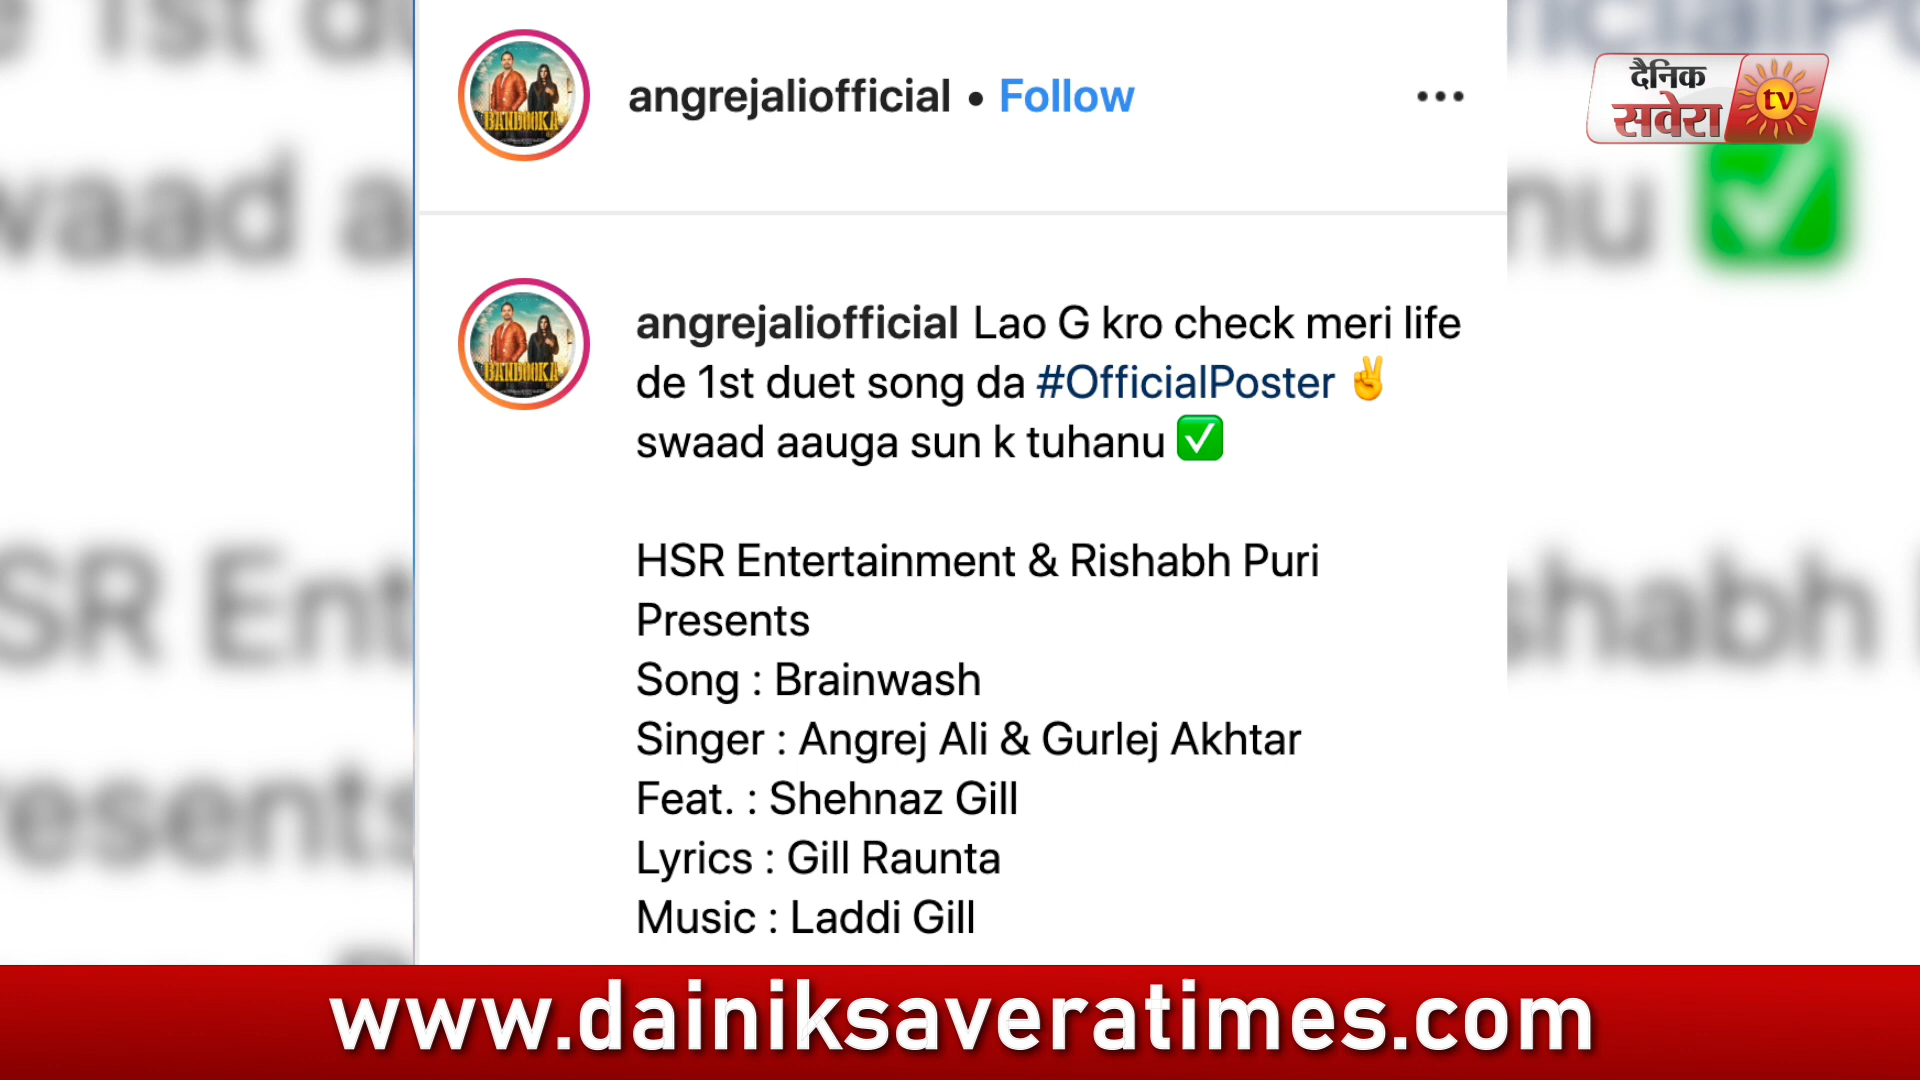 angrejaliofficial • Follow
दैनिक
सवेरा tv
angrejaliofficial Lao G kro check meri life
de 1st duet song da #OfficialPoster ✌
swaad aauga sun k tuhanu ✅
HSR Entertainment & Rishabh Puri
Presents
Song : Brainwash
Singer : Angrej Ali & Gurlej Akhtar
Feat. : Shehnaz Gill
Lyrics : Gill Raunta
Music : Laddi Gill
www.dainiksaveratimes.com